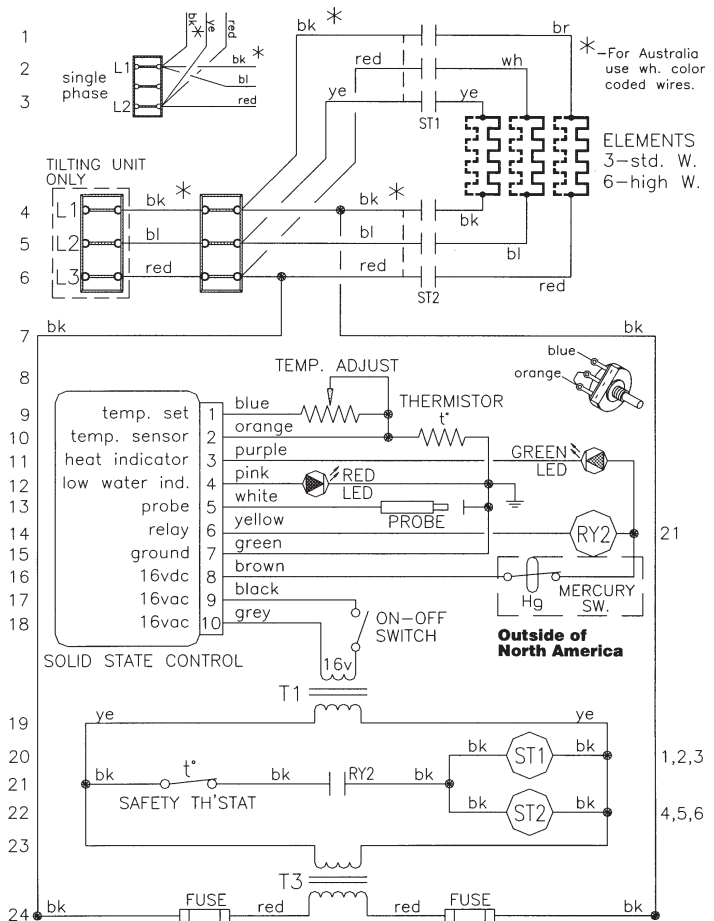 1
bk *
ye
red
bk *
br
*-For Australia
use wh. color
coded wires.
2
single
phase
L1
bk *
bl
red
wh
3
L2
red
ye
ye
ST1
ELEMENTS
3-std. W.
6-high W.
TILTING UNIT
ONLY
4
L1
bk *
bk *
bk
5
L2
bl
bl
bl
6
L3
red
red
red
ST2
7
bk
bk
8
TEMP. ADJUST
blue
orange
9
temp. set
1
blue
THERMISTOR
t°
10
temp. sensor
2
orange
11
heat indicator
3
purple
GREEN
LED
12
low water ind.
4
pink
RED
LED
13
probe
5
white
PROBE
14
relay
6
yellow
RY2
21
15
ground
7
green
16
16vdc
8
brown
Hg
MERCURY
SW.
17
16vac
9
black
18
16vac
10
grey
ON-OFF
SWITCH
Outside of
North America
SOLID STATE CONTROL
16v
T1
19
ye
ye
20
bk
ST1
bk
1,2,3
21
bk
t°
bk
RY2
bk
SAFETY TH'STAT
22
bk
ST2
bk
4,5,6
23
T3
24
bk
FUSE
red
red
FUSE
bk